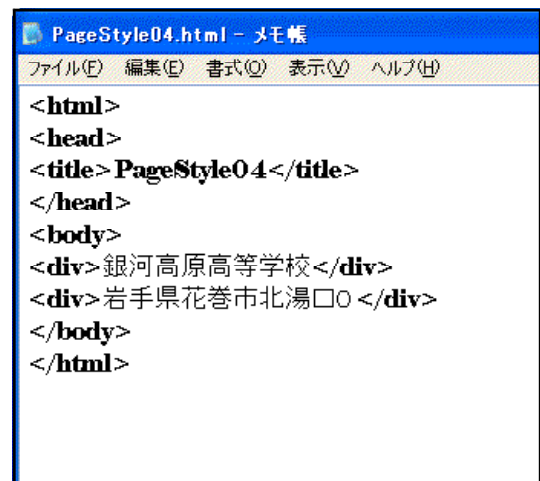 PageStyle04.html - メモ帳
ファイル(F) 編集(E) 書式(O) 表示(V) ヘルプ(H)
<html>
<head>
<title>PageStyle04</title>
</head>
<body>
<div>銀河高原高等学校</div>
<div>岩手県花巻市北湯口0</div>
</body>
</html>